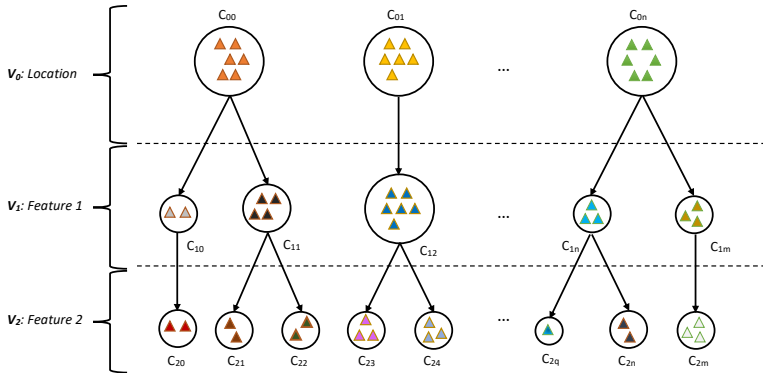 C00 C01 C0n
V0: Location ...
V1: Feature 1 ...
C10 C11 C12 C1n C1m
V2: Feature 2 ...
C20 C21 C22 C23 C24 C2q C2n C2m